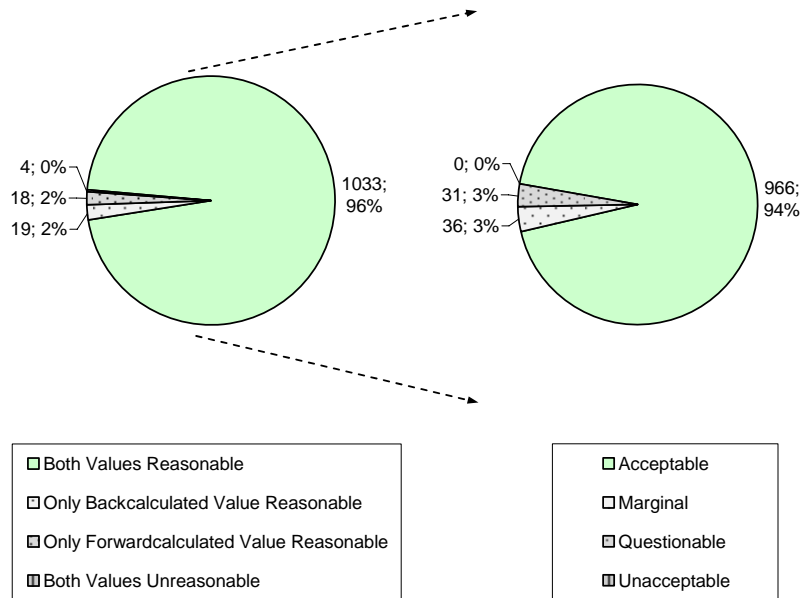 4; 0%
18; 2%
19; 2%
1033;
96%
0; 0%
31; 3%
36; 3%
966;
94%
Both Values Reasonable
Only Backcalculated Value Reasonable
Only Forwardcalculated Value Reasonable
Both Values Unreasonable
Acceptable
Marginal
Questionable
Unacceptable